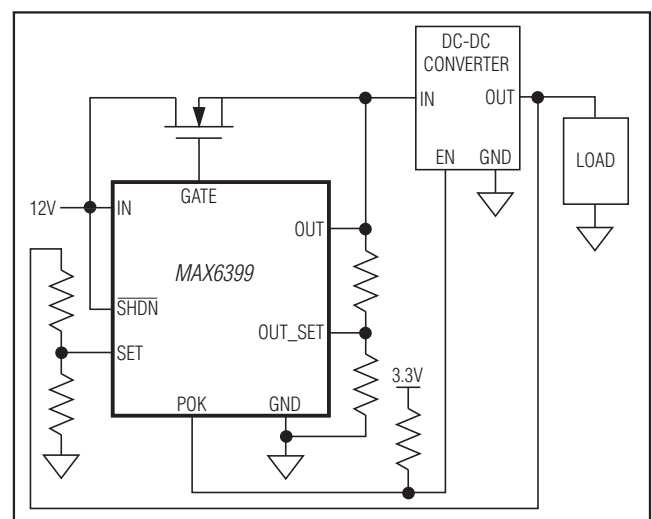 DC-DC
CONVERTER
IN
OUT
EN
GND
LOAD
12V
IN
GATE
OUT
MAX6399
SHDN
SET
OUT_SET
3.3V
POK
GND